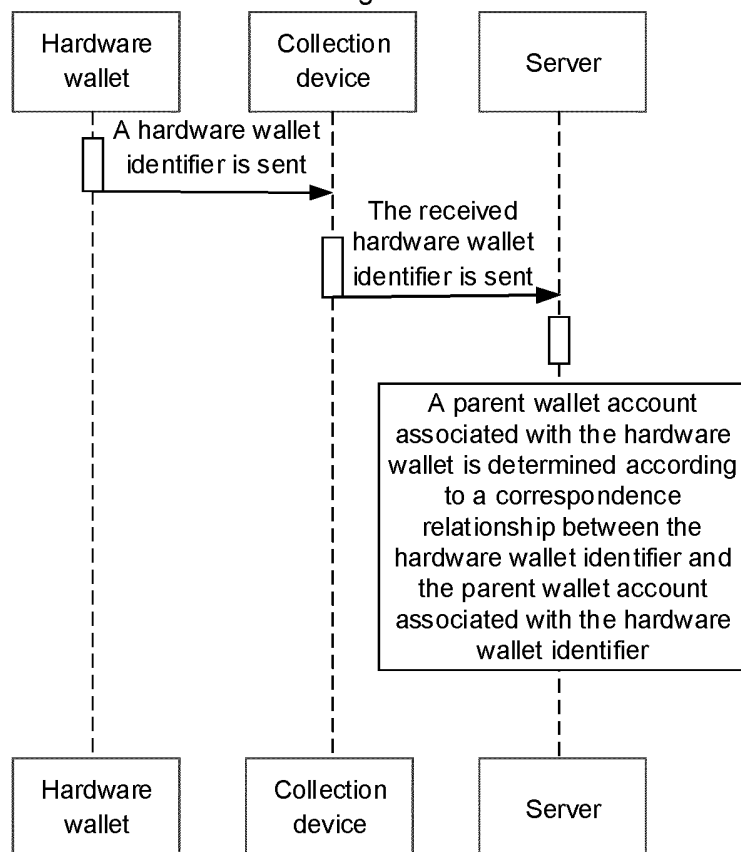 Hardware
wallet
Collection
device
Server
A hardware wallet
identifier is sent
The received
hardware wallet
identifier is sent
A parent wallet account
associated with the hardware
wallet is determined according
to a correspondence
relationship between the
hardware wallet identifier and
the parent wallet account
associated with the hardware
wallet identifier
Hardware
wallet
Collection
device
Server